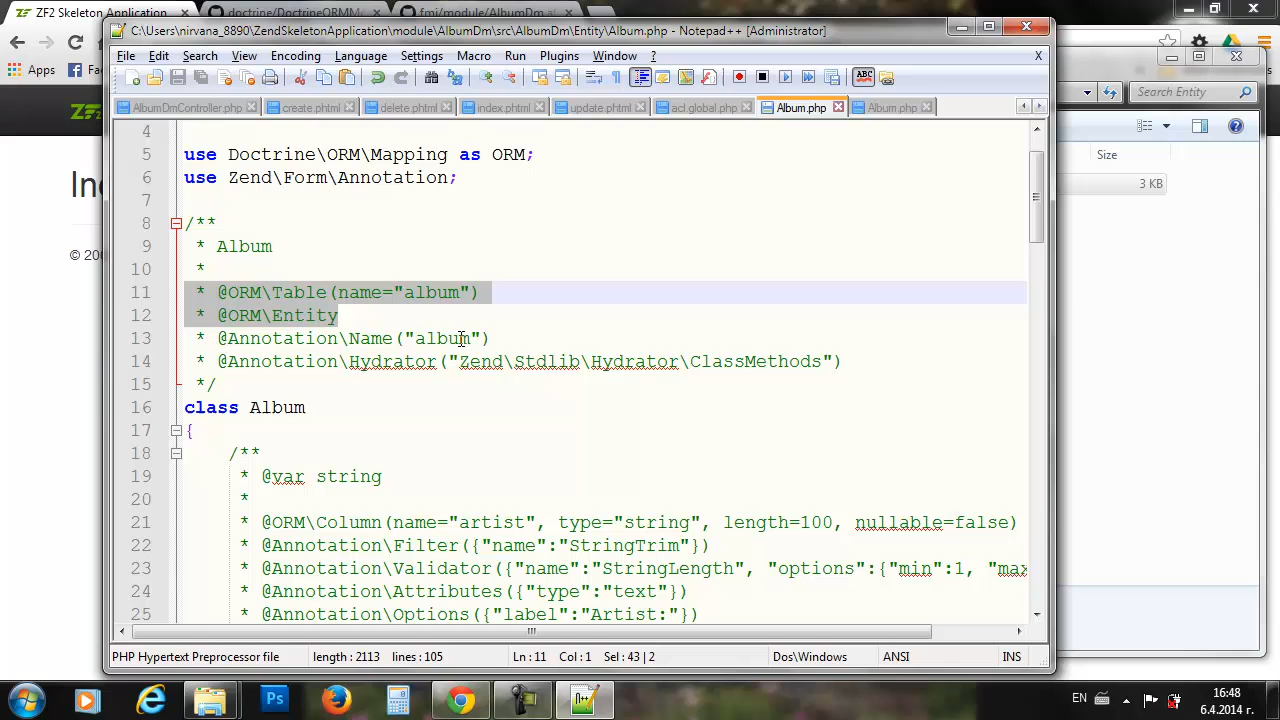 ZF2 Skeleton Application
doctrine/DoctrineORMM
fmi/module/AlbumDm at
C:\Users\nirvana_8890\ZendSkeletonApplication\module\AlbumDm\src\AlbumDm\Entity\Album.php - Notepad++ [Administrator]
File Edit Search View Encoding Language Settings Macro Run Plugins Window ? X
Apps
Faceb
Search Entity
AlbumDmController.php create.phtml delete.phtml index.phtml update.phtml acl.global.php Album.php Album.php
Size
3 KB
4
5 use Doctrine\ORM\Mapping as ORM;
6 use Zend\Form\Annotation;
7
8 /**
9 * Album
10 *
11 * @ORM\Table(name="album")
12 * @ORM\Entity
13 * @Annotation\Name("album")
14 * @Annotation\Hydrator("Zend\Stdlib\Hydrator\ClassMethods")
15 */
16 class Album
17 {
18 /**
19 * @var string
20 *
21 * @ORM\Column(name="artist", type="string", length=100, nullable=false)
22 * @Annotation\Filter({"name":"StringTrim"})
23 * @Annotation\Validator({"name":"StringLength", "options":{"min":1, "max
24 * @Annotation\Attributes({"type":"text"})
25 * @Annotation\Options({"label":"Artist:"})
© 200
PHP Hypertext Preprocessor file length : 2113 lines : 105 Ln : 11 Col : 1 Sel : 43 | 2 Dos\Windows ANSI INS
EN
16:48
6.4.2014 г.